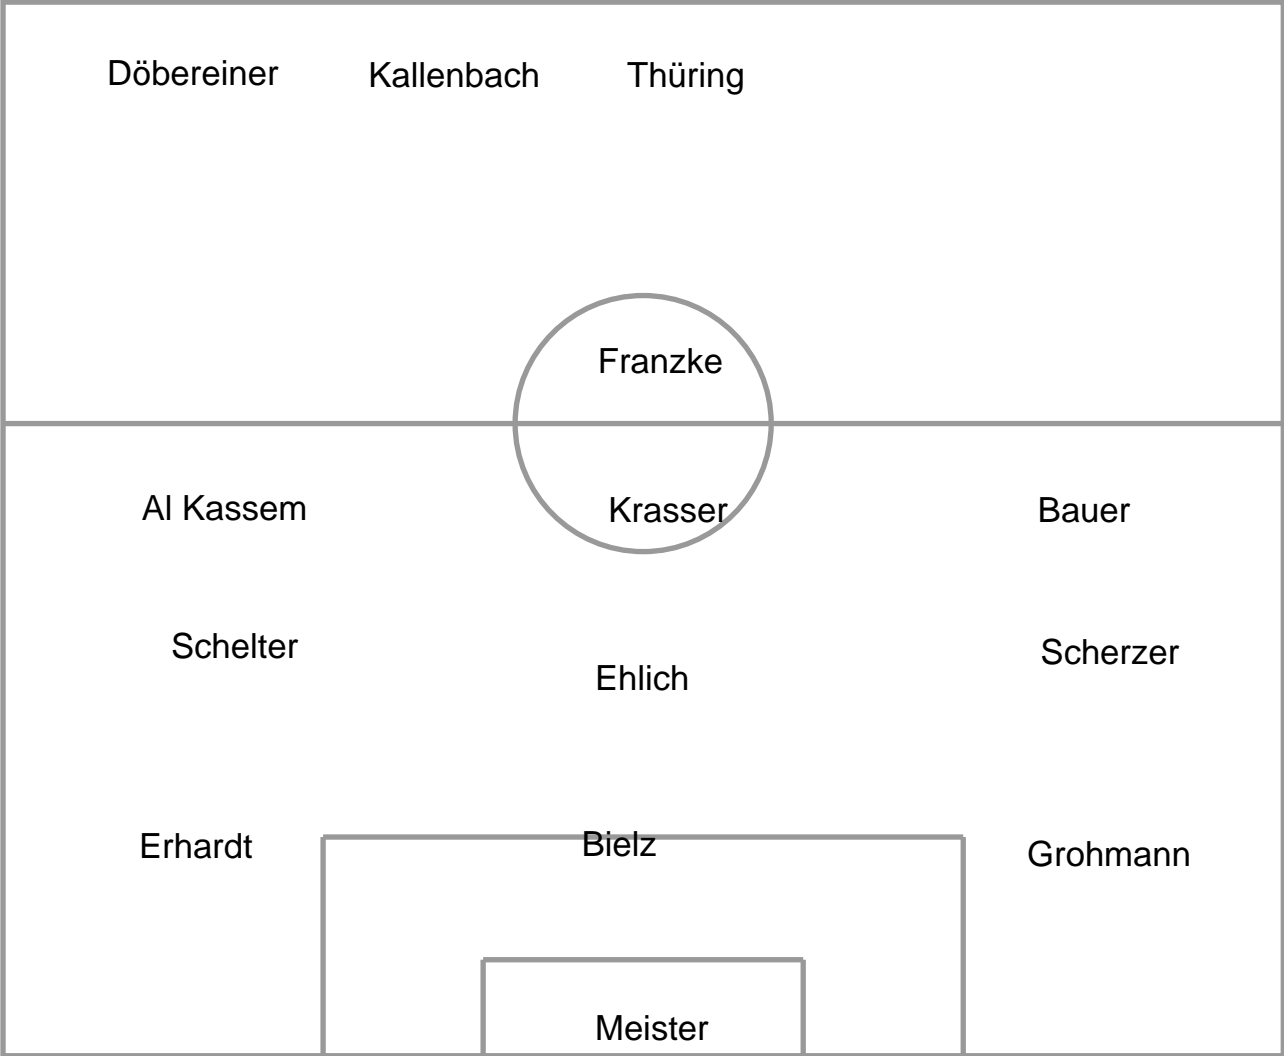 Döbereiner Kallenbach Thüring
Franzke
Al Kassem Krasser Bauer
Schelter Ehlich Scherzer
Erhardt Bielz Grohmann
Meister